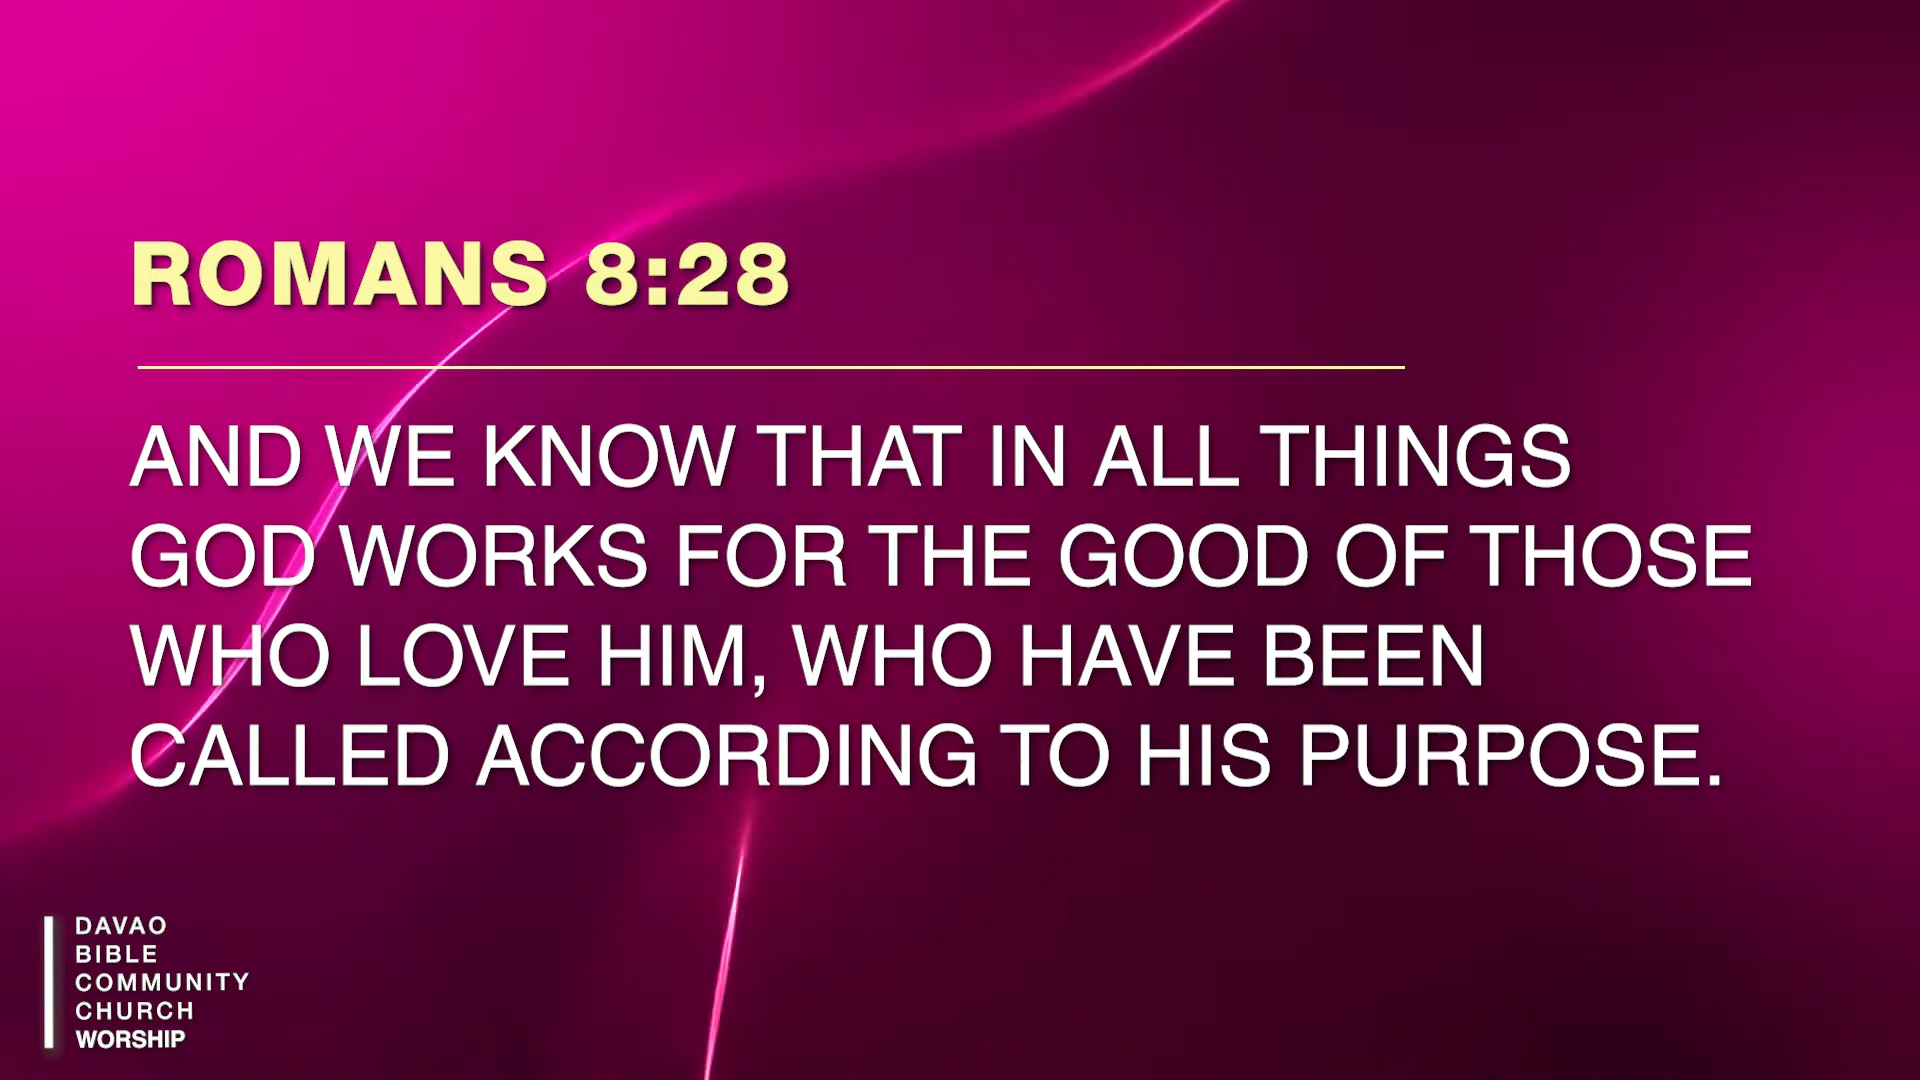 ROMANS 8:28
AND WE KNOW THAT IN ALL THINGS
GOD WORKS FOR THE GOOD OF THOSE
WHO LOVE HIM, WHO HAVE BEEN
CALLED ACCORDING TO HIS PURPOSE.
DAVAO
BIBLE
COMMUNITY
CHURCH
WORSHIP